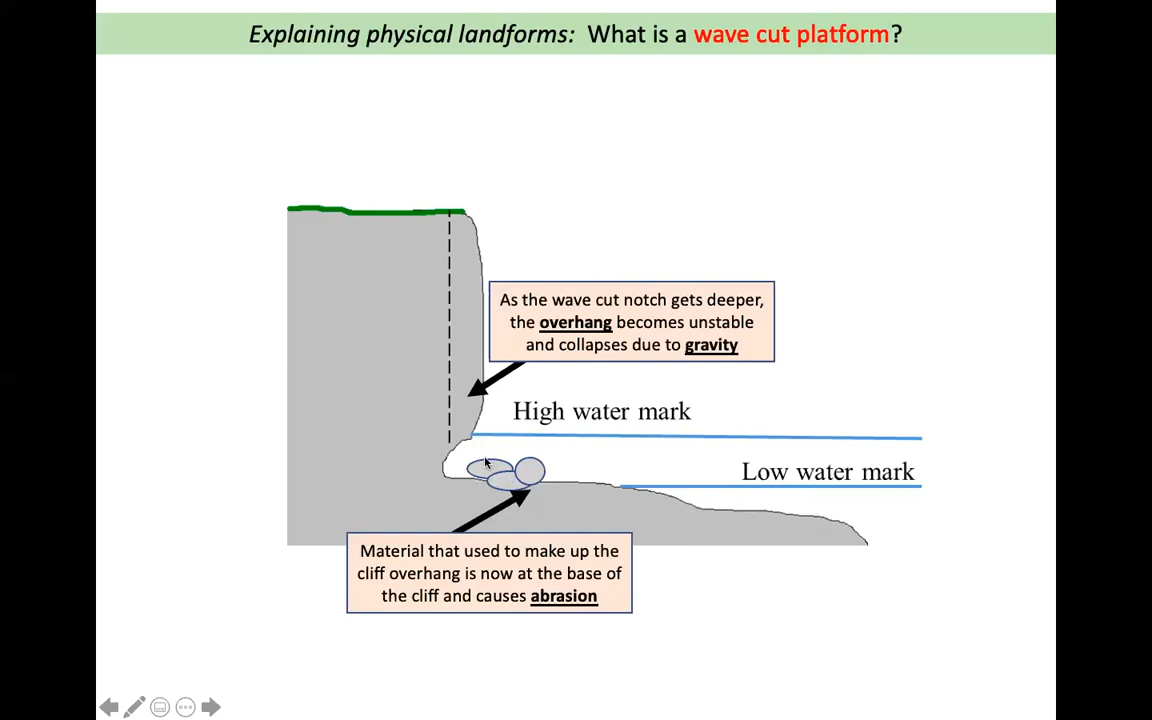 Explaining physical landforms: What is a wave cut platform?
As the wave cut notch gets deeper,
the overhang becomes unstable
and collapses due to gravity
High water mark
Low water mark
Material that used to make up the
cliff overhang is now at the base of
the cliff and causes abrasion